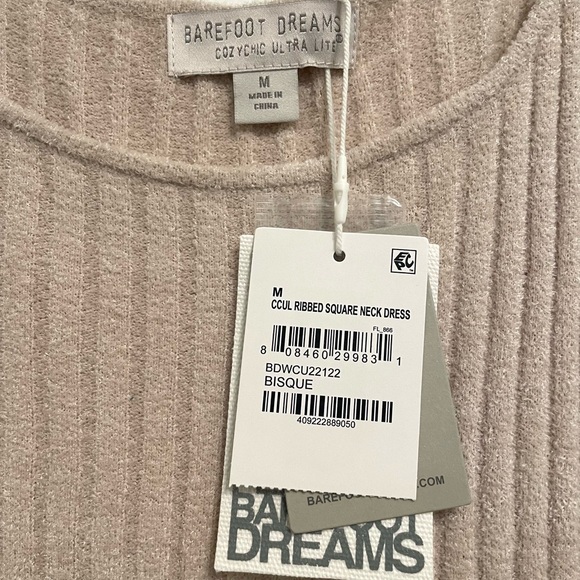 BAREFOOT DREAMS
COZYCHIC ULTRA LITE®
M
MADE IN
CHINA
M
CCUL RIBBED SQUARE NECK DRESS
FL_866
8 08460 29983 1
BDWCU22122
BISQUE
409222889050
.COM
BAREFOOT
DREAMS